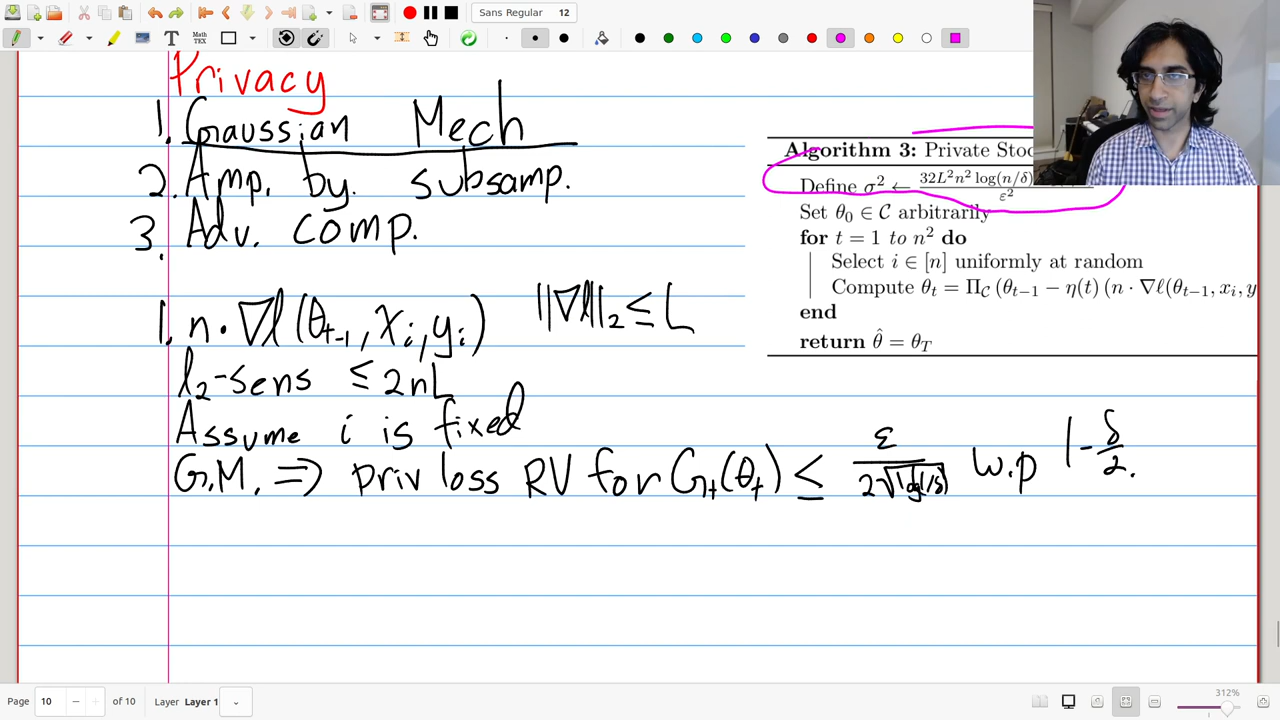 Sans Regular 12
Privacy
1. Gaussian Mech
2. Amp. by. subsamp.
3. Adv. comp.
1. n · ∇ℓ (θt-1, xi, yi) ||∇ℓ||2 ≤ L
ℓ2-sens ≤ 2nL
Assume i is fixed
G.M. ⇒ priv loss RV for Gt(θt) ≤ ε / 2√log(1/δ) w.p 1 - δ/2.
Algorithm 3: Private Sto
Define σ² ← 32L²n² log(n/δ) / ε²
Set θ0 ∈ C arbitrarily
for t = 1 to n² do
Select i ∈ [n] uniformly at random
Compute θt = ΠC (θt−1 − η(t) (n · ∇ℓ(θt−1, xi, y
end
return θ̂ = θT
Page 10 of 10 Layer Layer 1
312%